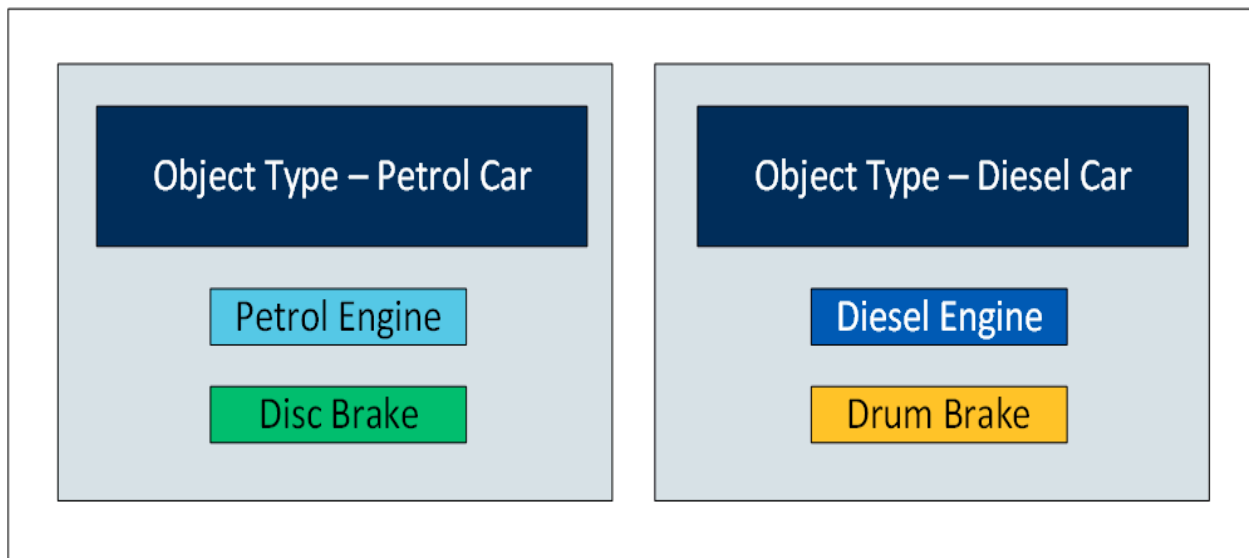 Object Type – Petrol Car
Petrol Engine
Disc Brake
Object Type – Diesel Car
Diesel Engine
Drum Brake